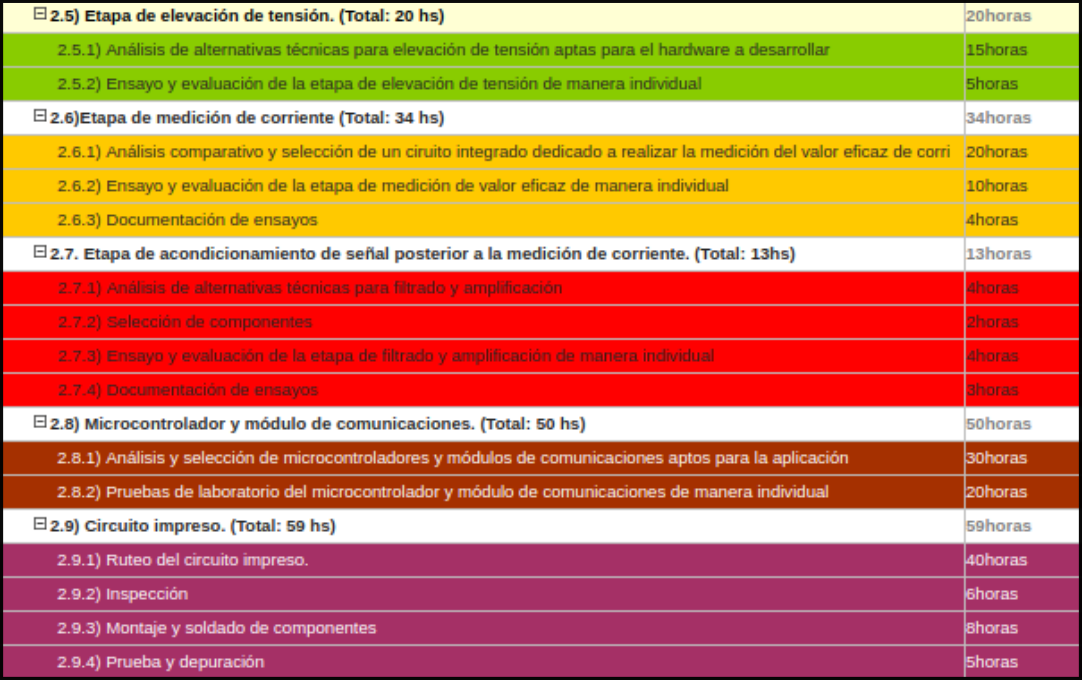 2.5) Etapa de elevación de tensión. (Total: 20 hs) 20horas
2.5.1) Análisis de alternativas técnicas para elevación de tensión aptas para el hardware a desarrollar 15horas
2.5.2) Ensayo y evaluación de la etapa de elevación de tensión de manera individual 5horas
2.6)Etapa de medición de corriente (Total: 34 hs) 34horas
2.6.1) Análisis comparativo y selección de un ciruito integrado dedicado a realizar la medición del valor eficaz de corri 20horas
2.6.2) Ensayo y evaluación de la etapa de medición de valor eficaz de manera individual 10horas
2.6.3) Documentación de ensayos 4horas
2.7. Etapa de acondicionamiento de señal posterior a la medición de corriente. (Total: 13hs) 13horas
2.7.1) Análisis de alternativas técnicas para filtrado y amplificación 4horas
2.7.2) Selección de componentes 2horas
2.7.3) Ensayo y evaluación de la etapa de filtrado y amplificación de manera individual 4horas
2.7.4) Documentación de ensayos 3horas
2.8) Microcontrolador y módulo de comunicaciones. (Total: 50 hs) 50horas
2.8.1) Análisis y selección de microcontroladores y módulos de comunicaciones aptos para la aplicación 30horas
2.8.2) Pruebas de laboratorio del microcontrolador y módulo de comunicaciones de manera individual 20horas
2.9) Circuito impreso. (Total: 59 hs) 59horas
2.9.1) Ruteo del circuito impreso. 40horas
2.9.2) Inspección 6horas
2.9.3) Montaje y soldado de componentes 8horas
2.9.4) Prueba y depuración 5horas